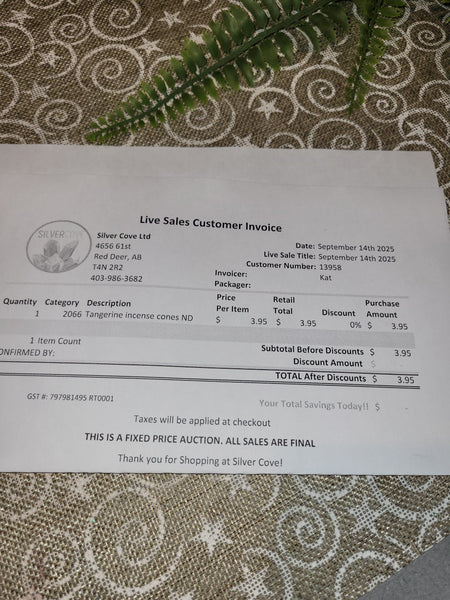 Live Sales Customer Invoice
SILVERCOVE
Silver Cove Ltd
4656 61st
Red Deer, AB
T4N 2R2
403-986-3682
Date: September 14th 2025
Live Sale Title: September 14th 2025
Customer Number: 13958
Invoicer: Kat
Packager:
Quantity Category Description Price Per Item Retail Total Discount Purchase Amount
1 2066 Tangerine incense cones ND $ 3.95 $ 3.95 0% $ 3.95
1 Item Count
Subtotal Before Discounts $ 3.95
CONFIRMED BY:
Discount Amount $ -
TOTAL After Discounts $ 3.95
GST #: 797981495 RT0001
Your Total Savings Today!! $ -
Taxes will be applied at checkout
THIS IS A FIXED PRICE AUCTION. ALL SALES ARE FINAL
Thank you for Shopping at Silver Cove!